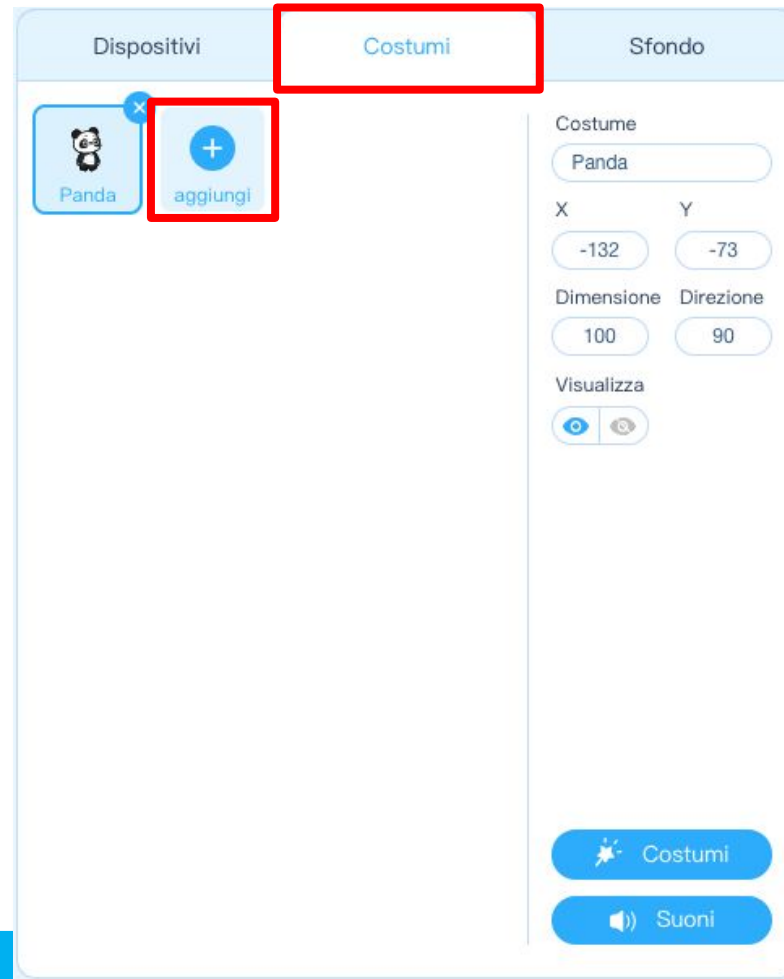 Dispositivi Costumi Sfondo
Panda
aggiungi
Costume
Panda
X Y
-132 -73
Dimensione Direzione
100 90
Visualizza
Costumi
Suoni